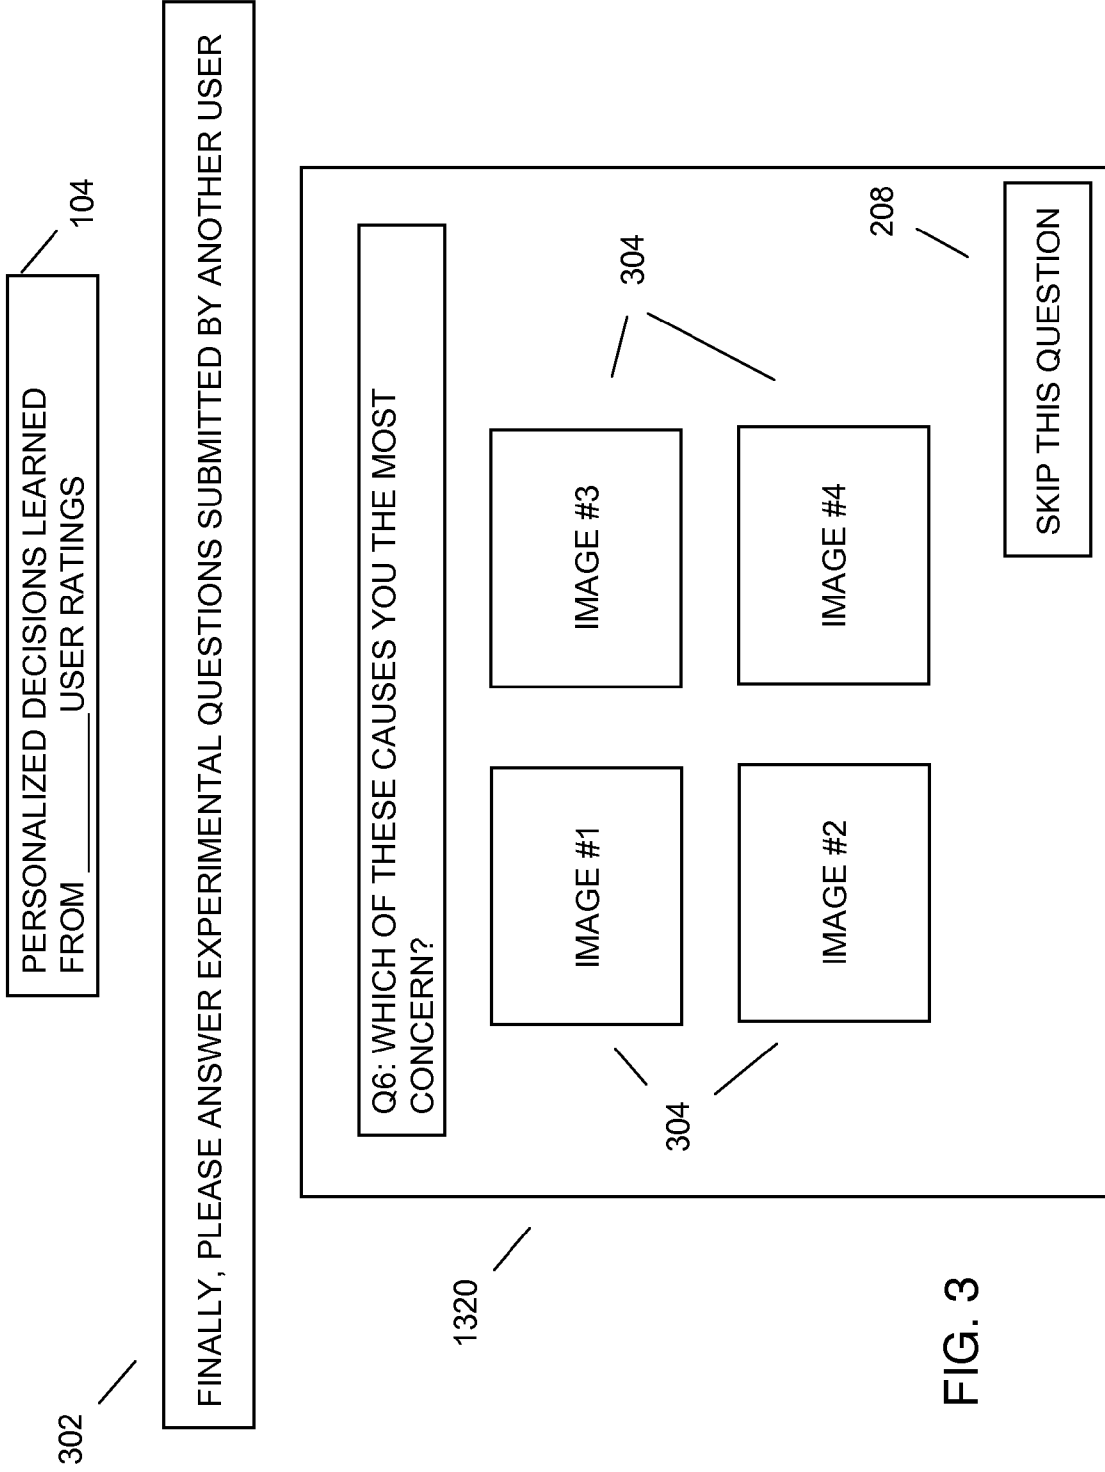 PERSONALIZED DECISIONS LEARNED
FROM ______ USER RATINGS
104
302
FINALLY, PLEASE ANSWER EXPERIMENTAL QUESTIONS SUBMITTED BY ANOTHER USER
1320
Q6: WHICH OF THESE CAUSES YOU THE MOST
CONCERN?
304
IMAGE #1
IMAGE #3
304
IMAGE #2
IMAGE #4
208
SKIP THIS QUESTION
FIG. 3